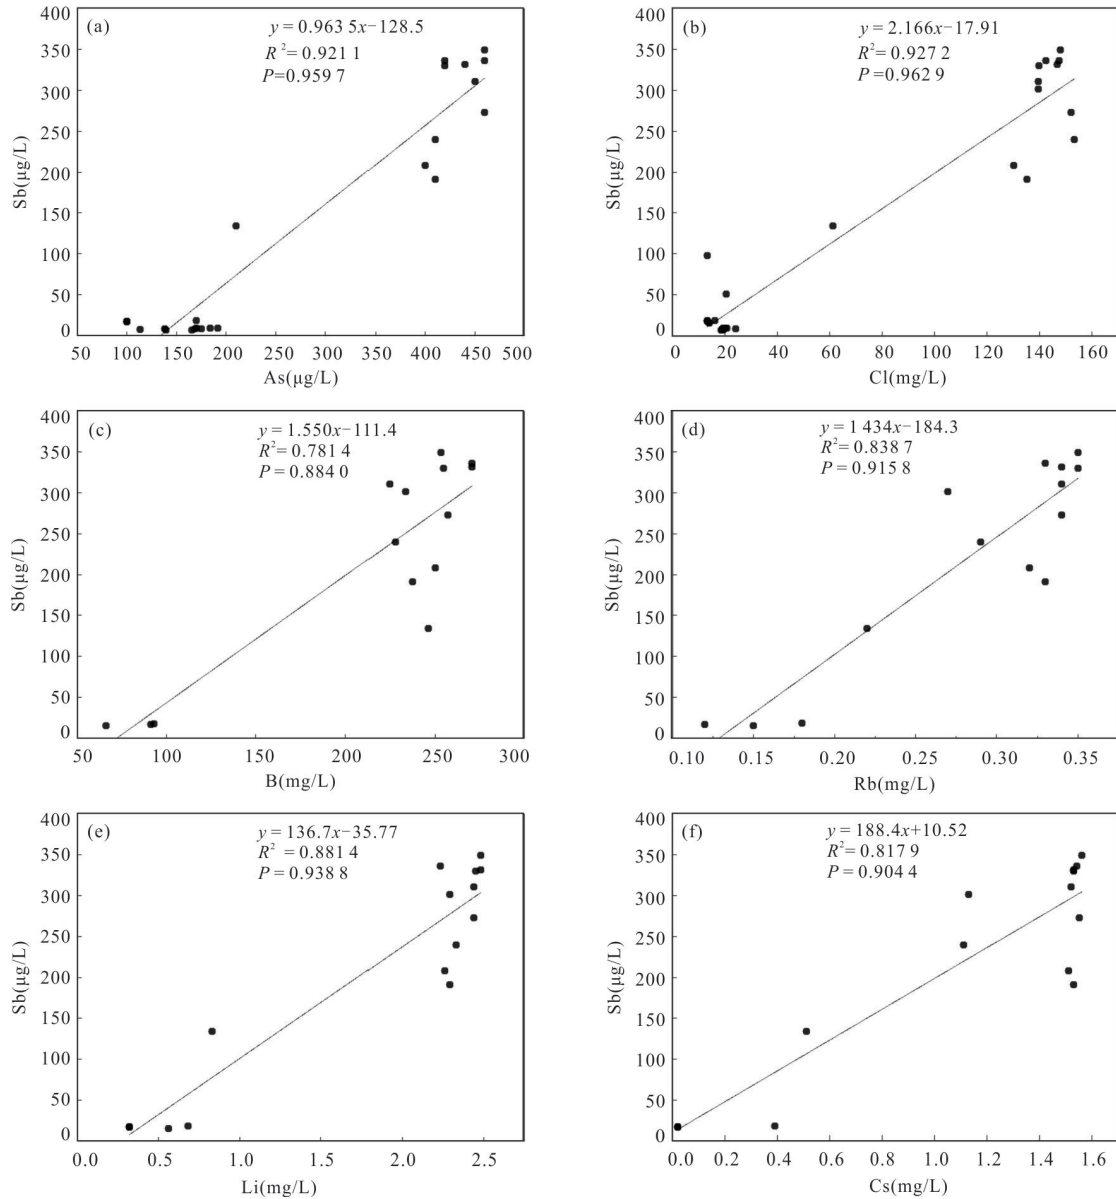 (a)
y = 0.963 5x−128.5
R²= 0.921 1
P=0.959 7
400
350
300
250
200
150
100
50
0
Sb(μg/L)
50 100 150 200 250 300 350 400 450 500
As(μg/L)
(b)
y = 2.166x−17.91
R²= 0.927 2
P=0.962 9
400
350
300
250
200
150
100
50
0
Sb(μg/L)
0 20 40 60 80 100 120 140 160
Cl(mg/L)
(c)
y = 1.550x−111.4
R²= 0.781 4
P = 0.884 0
400
350
300
250
200
150
100
50
0
Sb(μg/L)
50 100 150 200 250 300
B(mg/L)
(d)
y = 1 434x−184.3
R²= 0.838 7
P = 0.915 8
400
350
300
250
200
150
100
50
0
Sb(μg/L)
0.10 0.15 0.20 0.25 0.30 0.35
Rb(mg/L)
(e)
y = 136.7x−35.77
R² = 0.881 4
P = 0.938 8
400
350
300
250
200
150
100
50
0
Sb(μg/L)
0.0 0.5 1.0 1.5 2.0 2.5
Li(mg/L)
(f)
y = 188.4x+10.52
R²= 0.817 9
P = 0.904 4
400
350
300
250
200
150
100
50
0
Sb(μg/L)
0.0 0.2 0.4 0.6 0.8 1.0 1.2 1.4 1.6
Cs(mg/L)